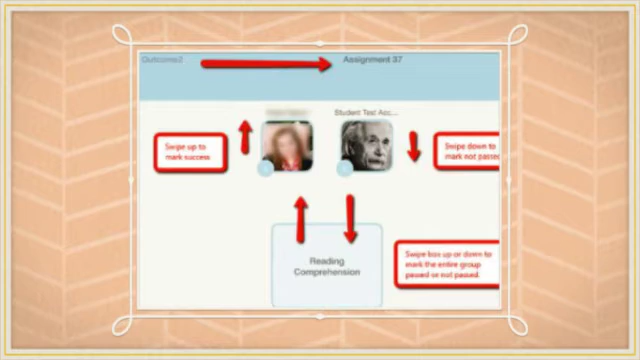 Outcome2
Assignment 37
Student Test Acc...
Swipe up to
mark success
Swipe down to
mark not passed
Reading
Comprehension
Swipe box up or down to
mark the entire group
passed or not passed.